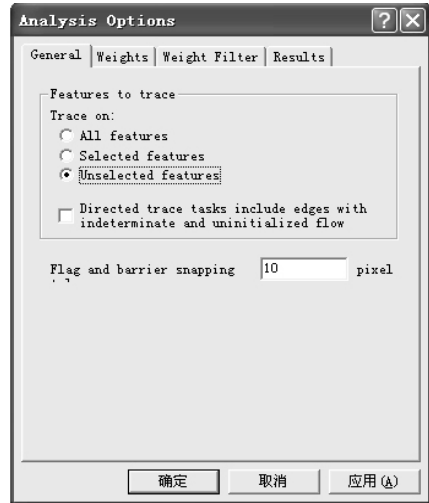 Analysis Options
General Weights Weight Filter Results
Features to trace
Trace on:
All features
Selected features
Unselected features
Directed trace tasks include edges with
indeterminate and uninitialized flow
Flag and barrier snapping 10 pixel
确定 取消 应用(A)